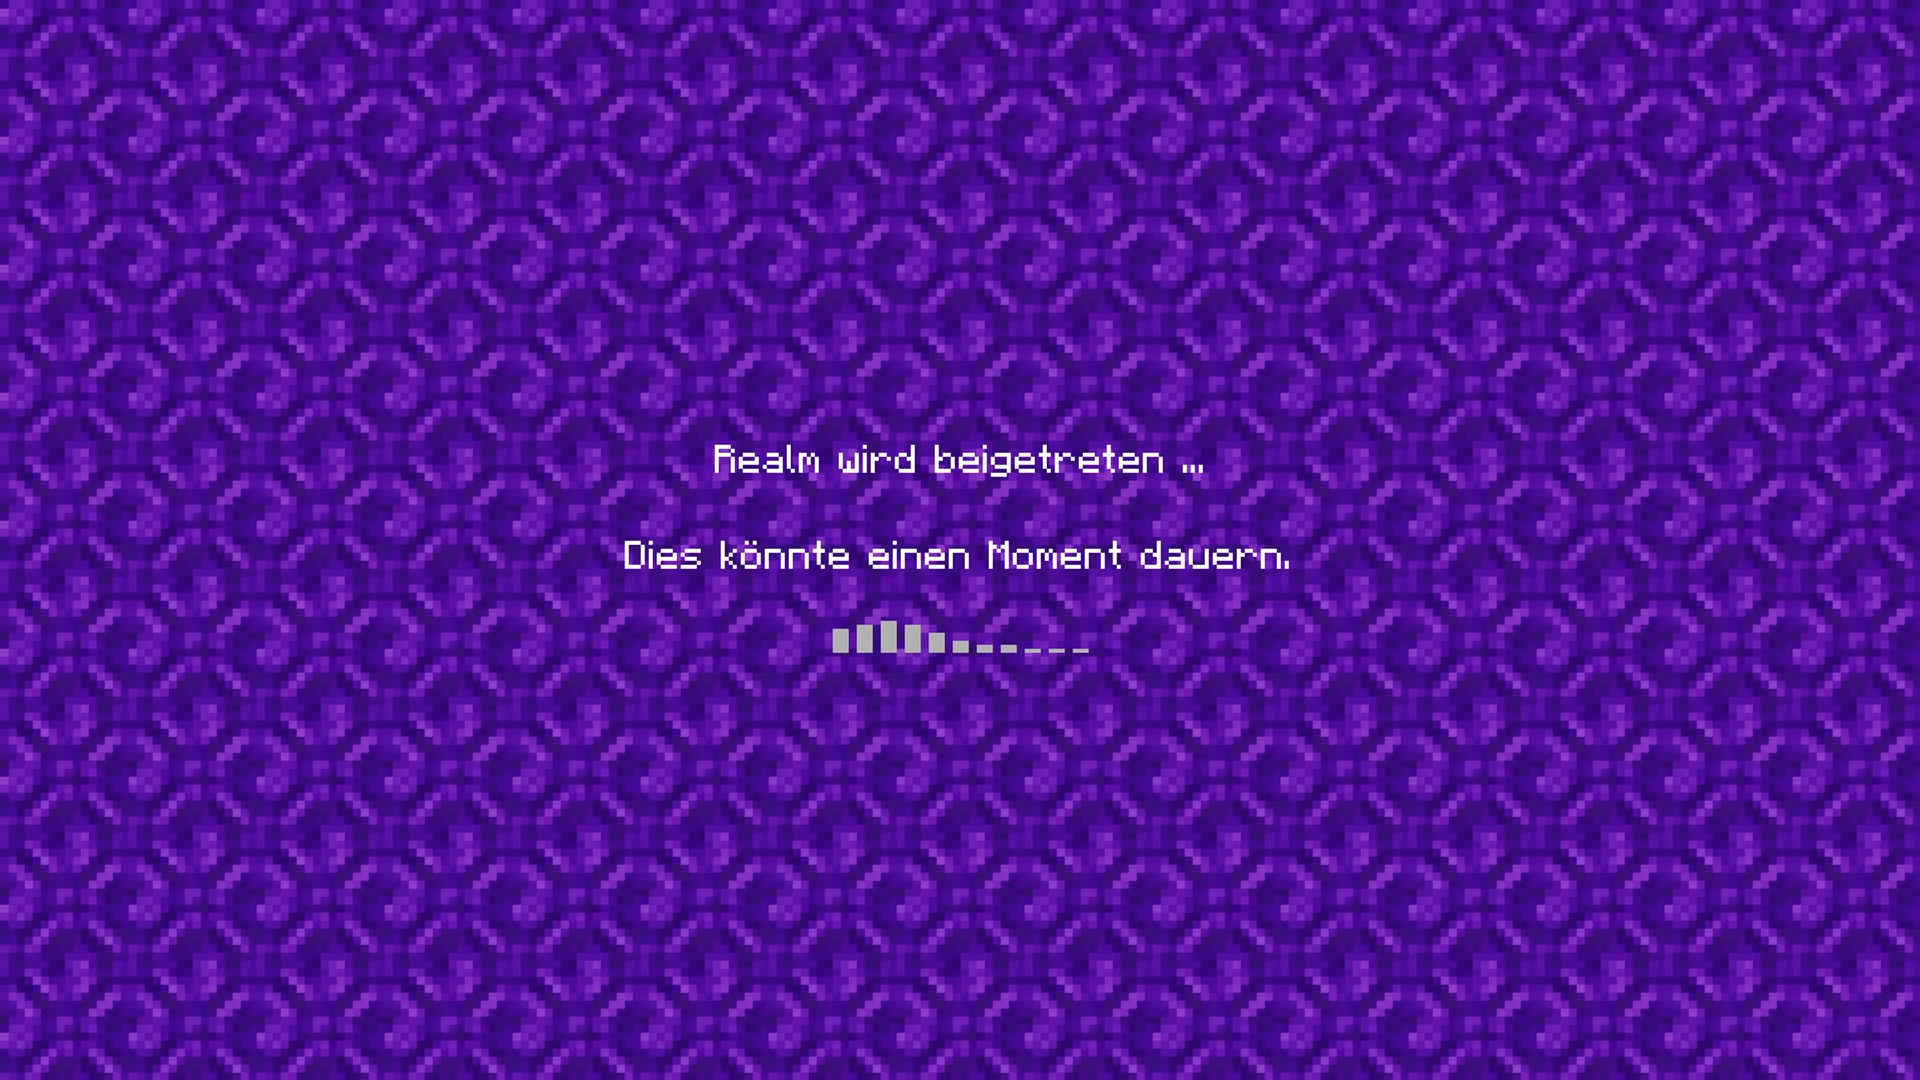 Realm wird beigetreten ...
Dies könnte einen Moment dauern.